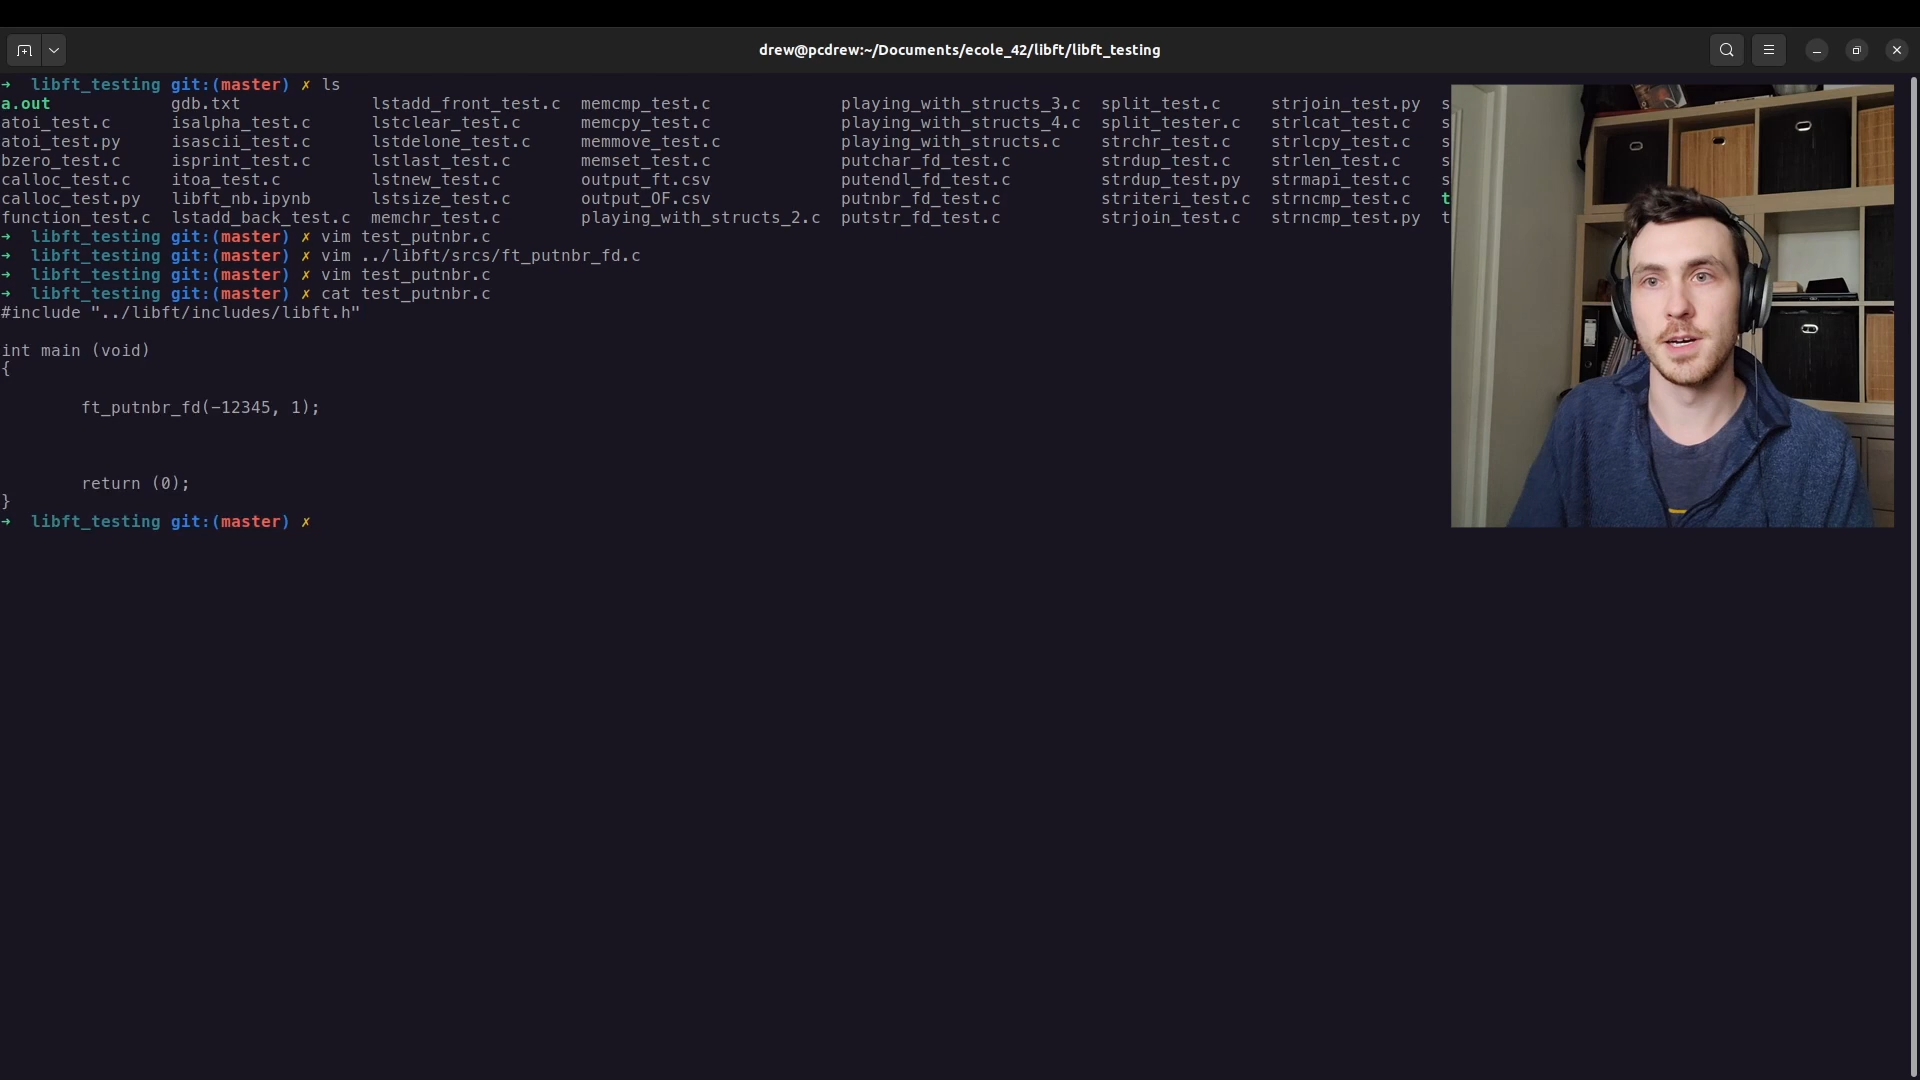 drew@pcdrew:~/Documents/ecole_42/libft/libft_testing
➜ libft_testing git:(master) ✗ ls
a.out gdb.txt lstadd_front_test.c memcmp_test.c playing_with_structs_3.c split_test.c strjoin_test.py s
atoi_test.c isalpha_test.c lstclear_test.c memcpy_test.c playing_with_structs_4.c split_tester.c strlcat_test.c s
atoi_test.py isascii_test.c lstdelone_test.c memmove_test.c playing_with_structs.c strchr_test.c strlcpy_test.c s
bzero_test.c isprint_test.c lstlast_test.c memset_test.c putchar_fd_test.c strdup_test.c strlen_test.c s
calloc_test.c itoa_test.c lstnew_test.c output_ft.csv putendl_fd_test.c strdup_test.py strmapi_test.c s
calloc_test.py libft_nb.ipynb lstsize_test.c output_OF.csv putnbr_fd_test.c striteri_test.c strncmp_test.c t
function_test.c lstadd_back_test.c memchr_test.c playing_with_structs_2.c putstr_fd_test.c strjoin_test.c strncmp_test.py t
➜ libft_testing git:(master) ✗ vim test_putnbr.c
➜ libft_testing git:(master) ✗ vim ../libft/srcs/ft_putnbr_fd.c
➜ libft_testing git:(master) ✗ vim test_putnbr.c
➜ libft_testing git:(master) ✗ cat test_putnbr.c
#include "../libft/includes/libft.h"
int main (void)
{
ft_putnbr_fd(-12345, 1);
return (0);
}
➜ libft_testing git:(master) ✗